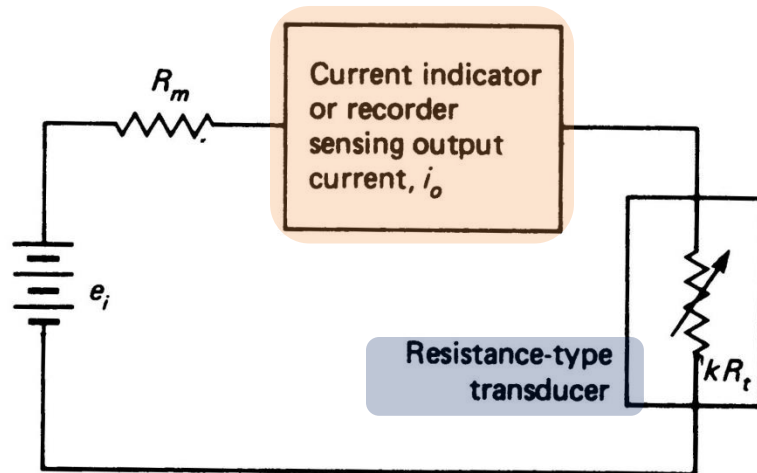 R_m
Current indicator
or recorder
sensing output
current, i_o
e_i
Resistance-type
transducer
kR_t